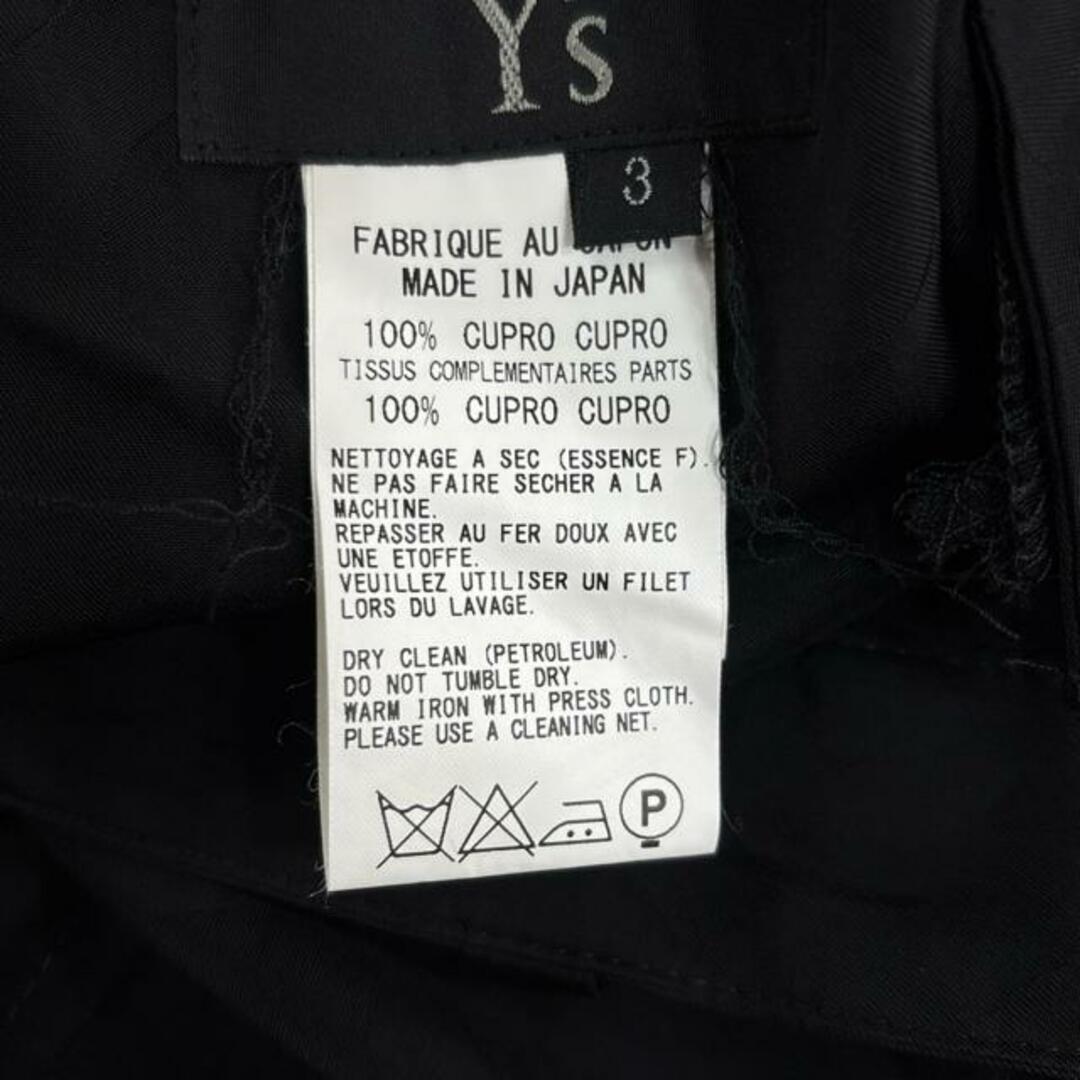 Y's
3
FABRIQUE AU JAPON
MADE IN JAPAN
100% CUPRO CUPRO
TISSUS COMPLEMENTAIRES PARTS
100% CUPRO CUPRO
NETTOYAGE A SEC (ESSENCE F).
NE PAS FAIRE SECHER A LA
MACHINE.
REPASSER AU FER DOUX AVEC
UNE ETOFFE.
VEUILLEZ UTILISER UN FILET
LORS DU LAVAGE.
DRY CLEAN (PETROLEUM).
DO NOT TUMBLE DRY.
WARM IRON WITH PRESS CLOTH.
PLEASE USE A CLEANING NET.
P